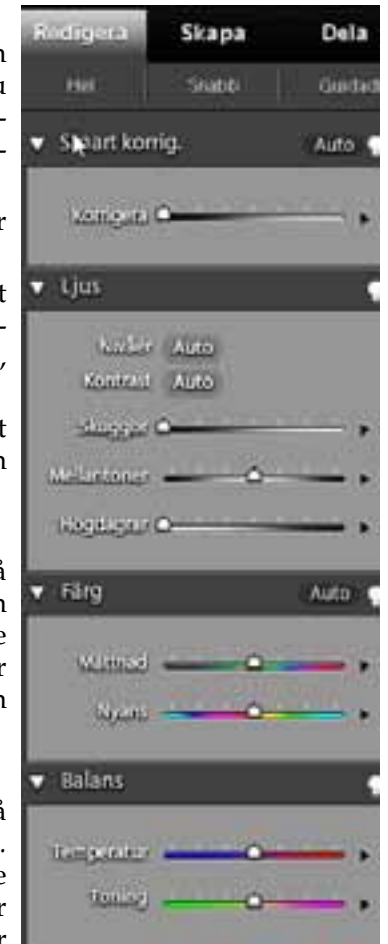 Redigera Skapa Dela
Hel Snabb Guidad
Smart korrig. Auto
Korrigera
Ljus
Nivåer Auto
Kontrast Auto
Skuggor
Mellantoner
Högdagrar
Färg Auto
Mättnad
Nyans
Balans
Temperatur
Toning